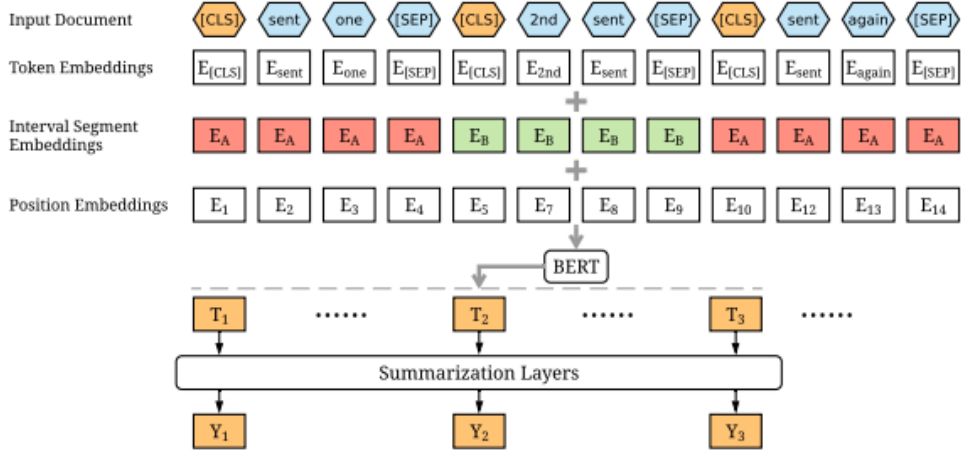 Input Document [CLS] sent one [SEP] [CLS] 2nd sent [SEP] [CLS] sent again [SEP]
Token Embeddings E[CLS] Esent Eone E[SEP] E[CLS] E2nd Esent E[SEP] E[CLS] Esent Eagain E[SEP]
+
Interval Segment
Embeddings EA EA EA EA EB EB EB EB EA EA EA EA
+
Position Embeddings E1 E2 E3 E4 E5 E7 E8 E9 E10 E12 E13 E14
BERT
T1 ...... T2 ...... T3 ......
Summarization Layers
Y1 Y2 Y3